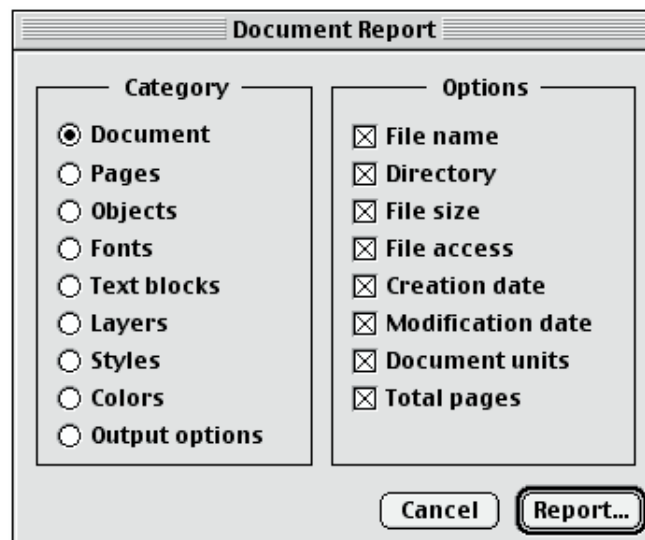 Document Report
Category
Document
Pages
Objects
Fonts
Text blocks
Layers
Styles
Colors
Output options
Options
File name
Directory
File size
File access
Creation date
Modification date
Document units
Total pages
Cancel
Report...